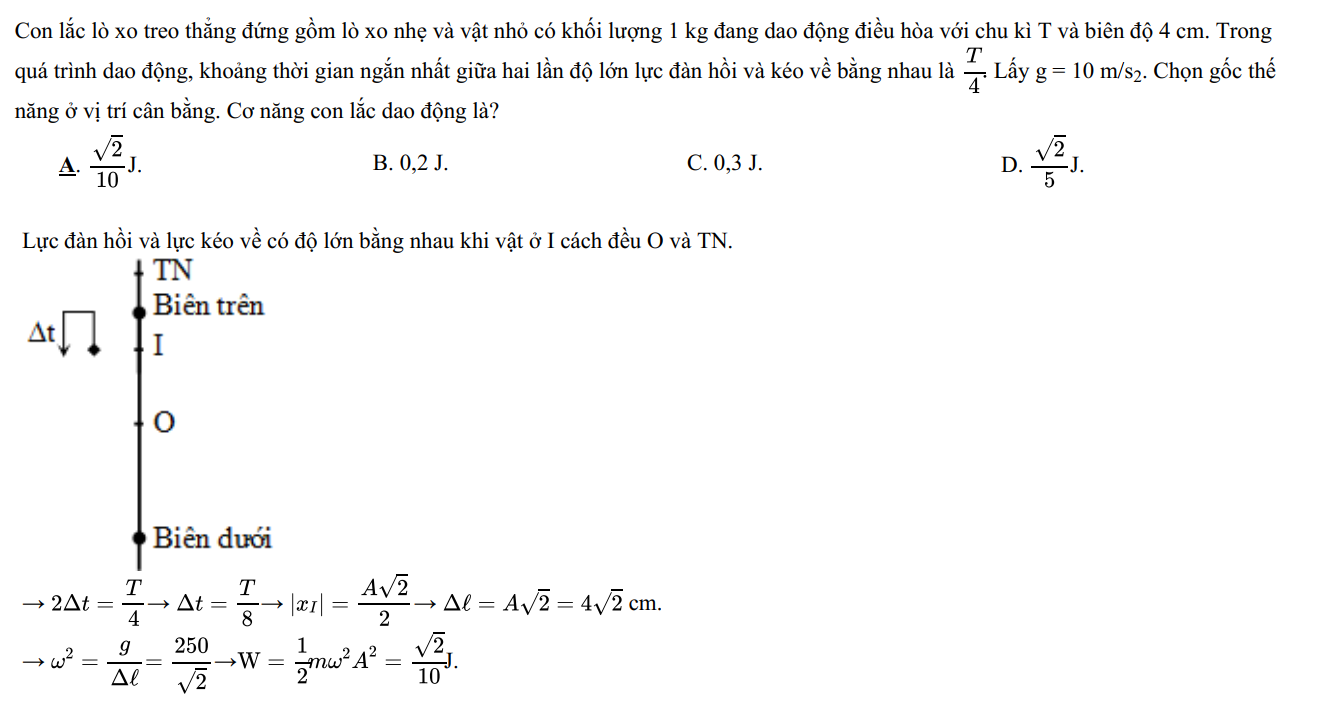 Con lắc lò xo treo thẳng đứng gồm lò xo nhẹ và vật nhỏ có khối lượng 1 kg đang dao động điều hòa với chu kì T và biên độ 4 cm. Trong
quá trình dao động, khoảng thời gian ngắn nhất giữa hai lần độ lớn lực đàn hồi và kéo về bằng nhau là $\frac{T}{4}$. Lấy g = 10 m/s₂. Chọn gốc thế
năng ở vị trí cân bằng. Cơ năng con lắc dao động là?
A. $\frac{\sqrt{2}}{10}$J. B. 0,2 J. C. 0,3 J. D. $\frac{\sqrt{2}}{5}$J.
Lực đàn hồi và lực kéo về có độ lớn bằng nhau khi vật ở I cách đều O và TN.
TN
Biên trên
Δt
I
O
Biên dưới
$\rightarrow 2\Delta t = \frac{T}{4} \rightarrow \Delta t = \frac{T}{8} \rightarrow |x_I| = \frac{A\sqrt{2}}{2} \rightarrow \Delta\ell = A\sqrt{2} = 4\sqrt{2}$ cm.
$\rightarrow \omega^2 = \frac{g}{\Delta\ell} = \frac{250}{\sqrt{2}} \rightarrow W = \frac{1}{2}m\omega^2A^2 = \frac{\sqrt{2}}{10}$J.